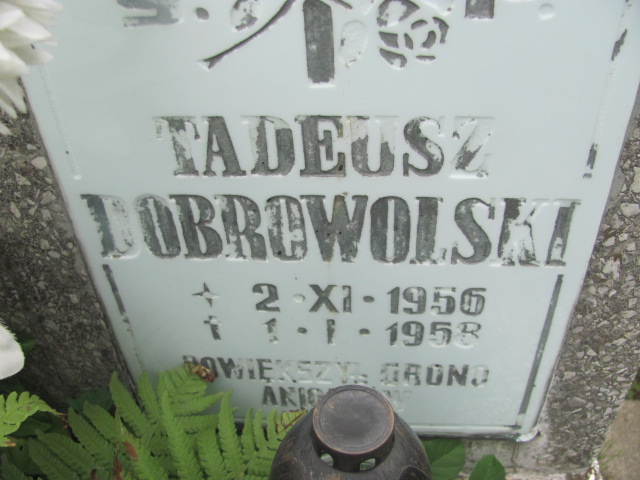 TADEUSZ
DOBROWOLSKI
+ 2·XI·1956
† 1·I·1958
POWIĘKSZYŁ GRONO